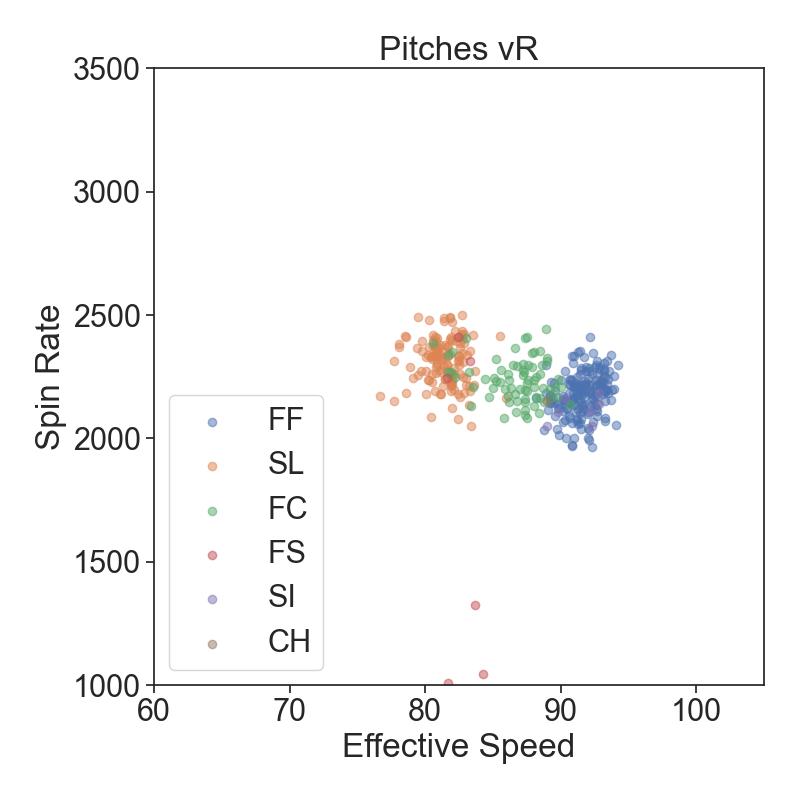 Pitches vR
3500
3000
2500
2000
1500
1000
Spin Rate
FF
SL
FC
FS
SI
CH
60 70 80 90 100
Effective Speed